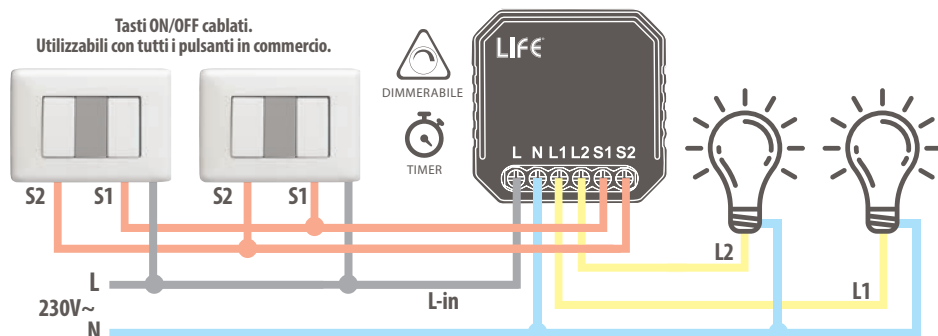 Tasti ON/OFF cablati.
Utilizzabili con tutti i pulsanti in commercio.
DIMMERABILE
TIMER
LIFE
L N L1 L2 S1 S2
S2 S1 S2 S1
L2
L
L-in
L1
230V~
N